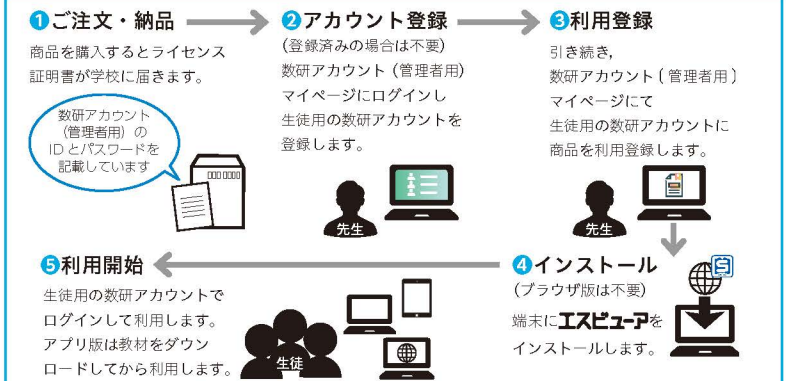 ❶ご注文・納品
商品を購入するとライセンス
証明書が学校に届きます。
数研アカウント
（管理者用）の
IDとパスワードを
記載しています
❷アカウント登録
(登録済みの場合は不要)
数研アカウント（管理者用)
マイページにログインし
生徒用の数研アカウントを
登録します。
先生
❸利用登録
引き続き，
数研アカウント（管理者用）
マイページにて
生徒用の数研アカウントに
商品を利用登録します。
先生
❹インストール
(ブラウザ版は不要)
端末にエスビューアを
インストールします。
❺利用開始
生徒用の数研アカウントで
ログインして利用します。
アプリ版は教材をダウン
ロードしてから利用します。
生徒